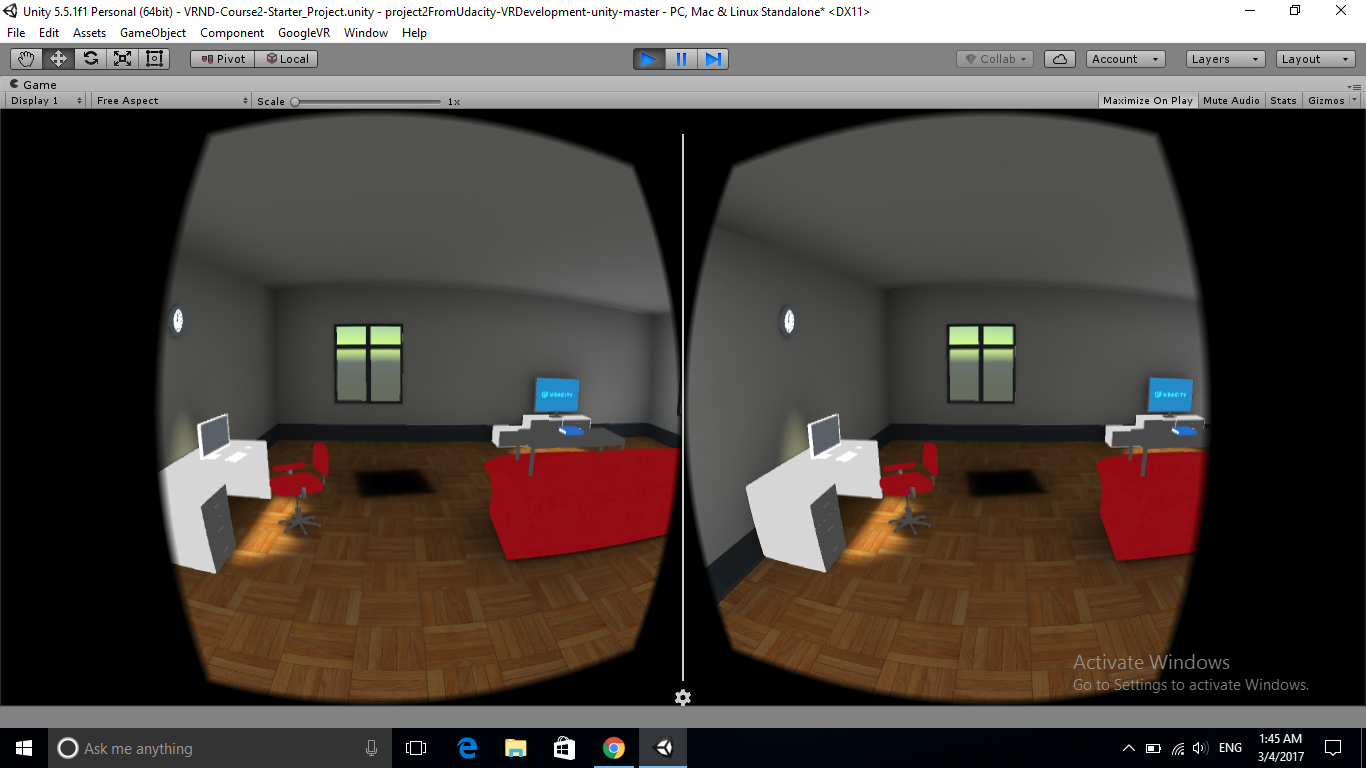 Unity 5.5.1f1 Personal (64bit) - VRND-Course2-Starter_Project.unity - project2FromUdacity-VRDevelopment-unity-master - PC, Mac & Linux Standalone* <DX11>
File Edit Assets GameObject Component GoogleVR Window Help
Pivot Local Collab Account Layers Layout
Game
Display 1 Free Aspect Scale 1x Maximize On Play Mute Audio Stats Gizmos
UDACITY UDACITY
Activate Windows
Go to Settings to activate Windows.
Ask me anything ENG 1:45 AM
3/4/2017